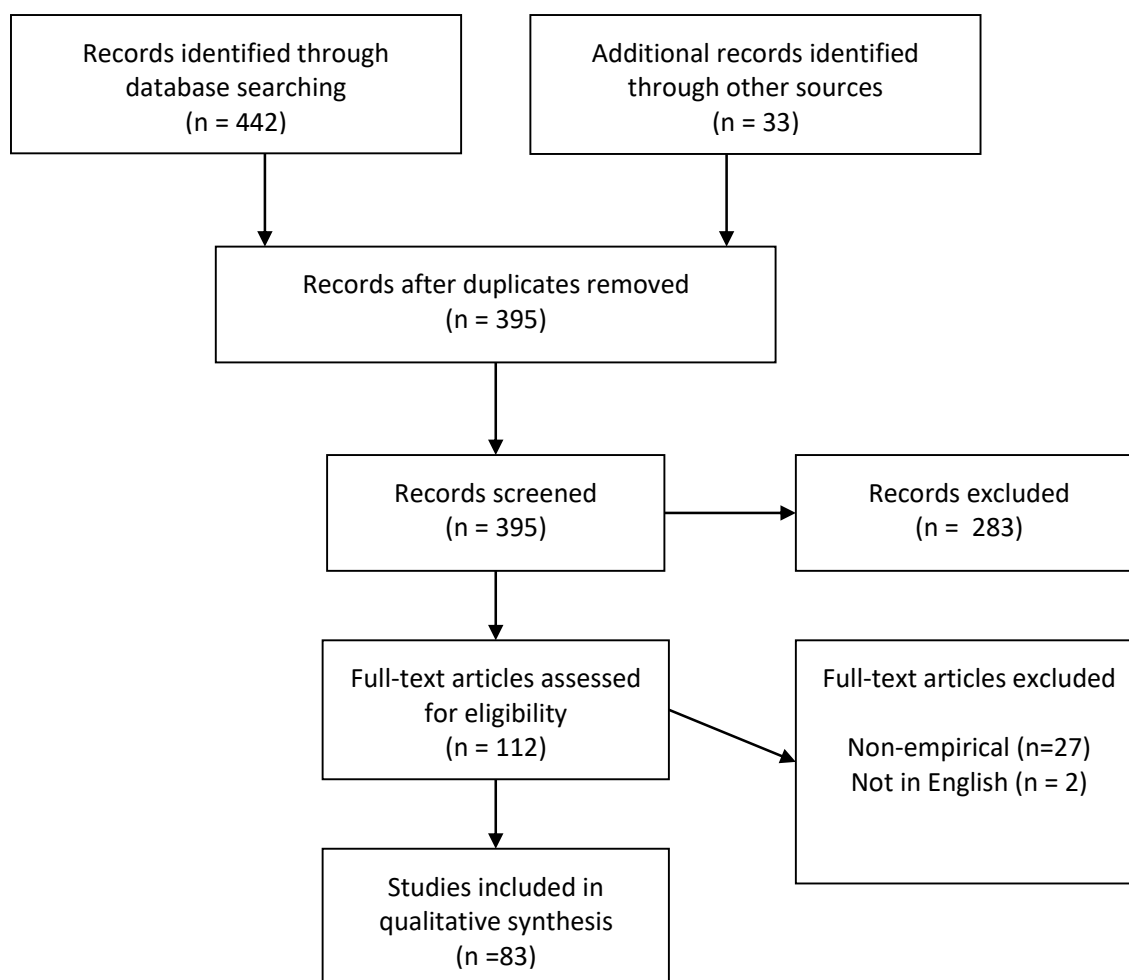 Records identified through
database searching
(n = 442)
Additional records identified
through other sources
(n = 33)
Records after duplicates removed
(n = 395)
Records screened
(n = 395)
Records excluded
(n =  283)
Full-text articles assessed
for eligibility
(n = 112)
Full-text articles excluded
Non-empirical (n=27)
Not in English (n = 2)
Studies included in
qualitative synthesis
(n =83)